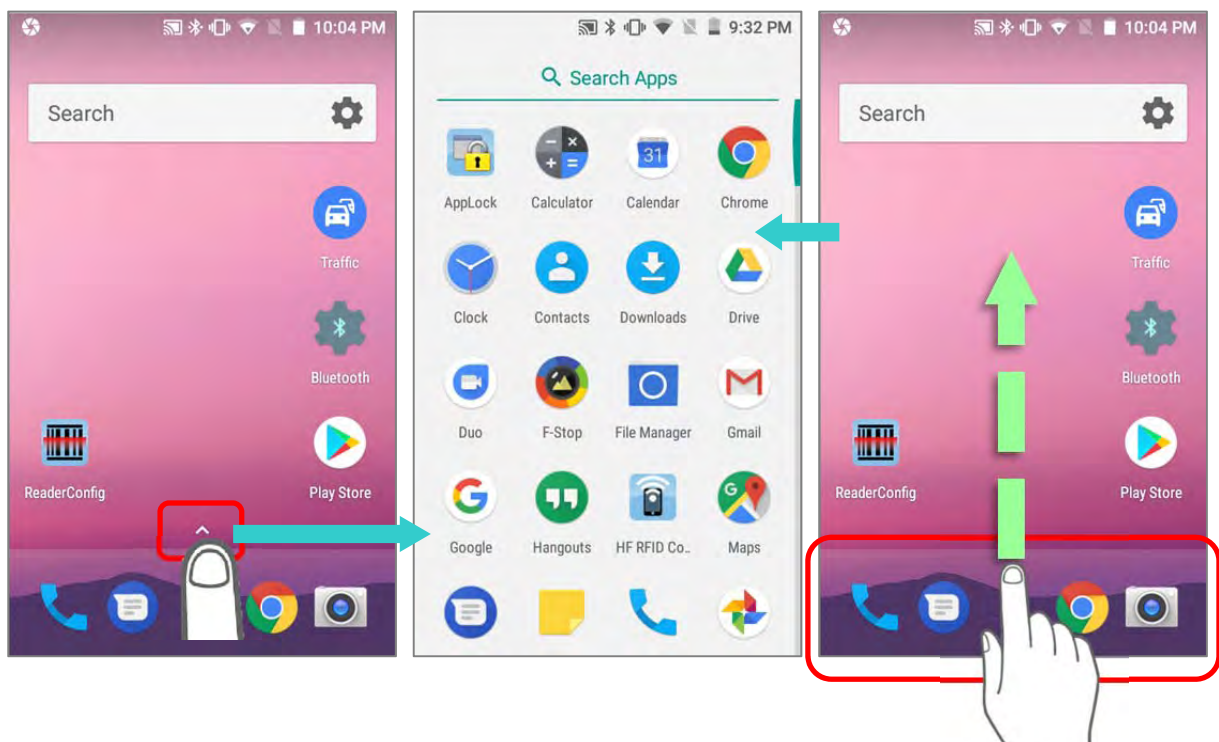 10:04 PM
Search
Traffic
Bluetooth
ReaderConfig
Play Store
9:32 PM
Search Apps
AppLock
Calculator
31
Calendar
Chrome
Clock
Contacts
Downloads
Drive
Duo
F-Stop
File Manager
Gmail
Google
Hangouts
HF RFID Co..
Maps
10:04 PM
Search
Traffic
Bluetooth
ReaderConfig
Play Store